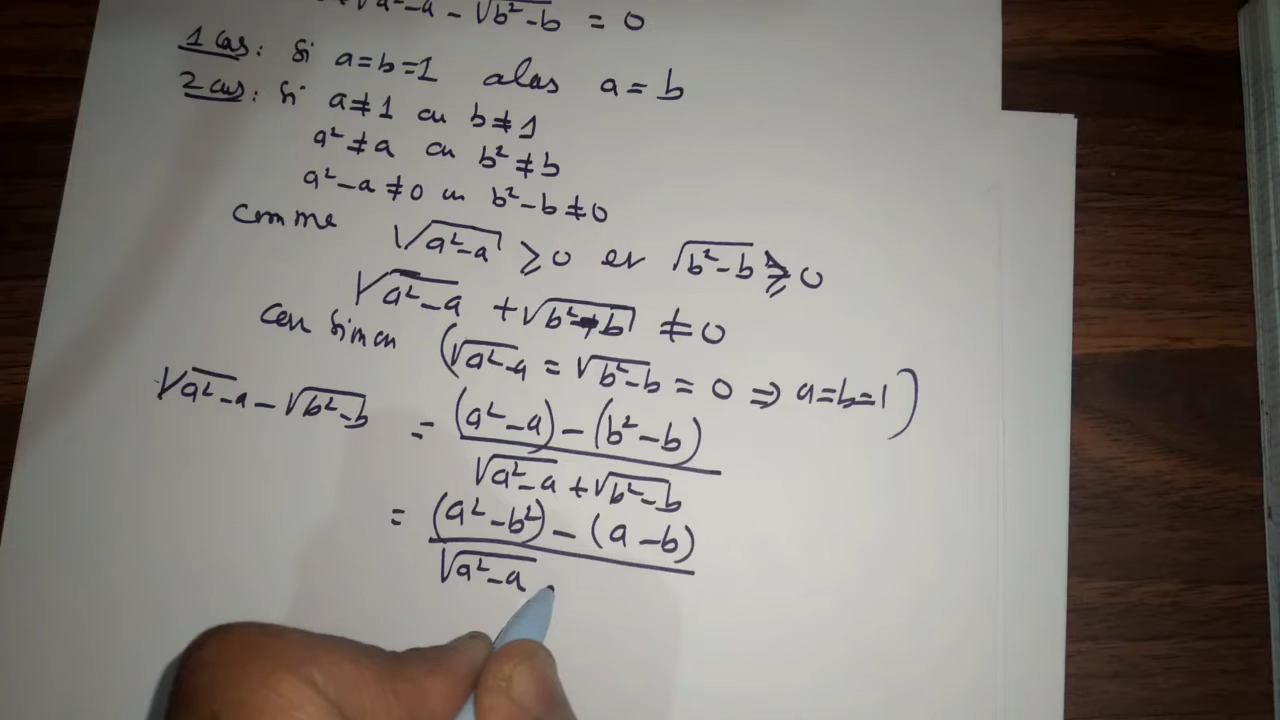 √a²-a - √b²-b = 0
1 cas: Si a=b=1 alas a = b
2 cas: Si a≠1 ou b≠1
a²≠a ou b²≠b
a²-a≠0 ou b²-b≠0
Comme √a²-a ≥0 et √b²-b ≥0
√a²-a + √b²-b ≠0
Car sinon (√a²-a = √b²-b = 0 ⇒ a=b=1)
√a²-a - √b²-b = (a²-a)-(b²-b)
√a²-a + √b²-b
= (a²-b²)-(a-b)
√a²-a